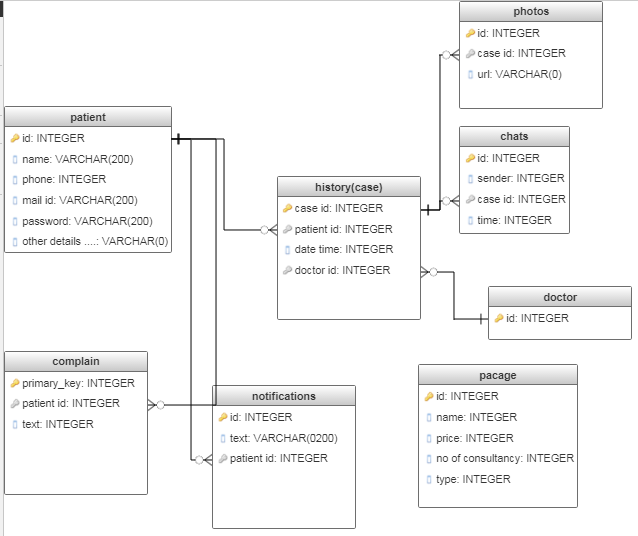 photos
id: INTEGER
case id: INTEGER
url: VARCHAR(0)
patient
id: INTEGER
name: VARCHAR(200)
phone: INTEGER
mail id: VARCHAR(200)
password: VARCHAR(200)
other details ....: VARCHAR(0)
chats
id: INTEGER
sender: INTEGER
case id: INTEGER
time: INTEGER
history(case)
case id: INTEGER
patient id: INTEGER
date time: INTEGER
doctor id: INTEGER
doctor
id: INTEGER
complain
primary_key: INTEGER
patient id: INTEGER
text: INTEGER
notifications
id: INTEGER
text: VARCHAR(0200)
patient id: INTEGER
pacage
id: INTEGER
name: INTEGER
price: INTEGER
no of consultancy: INTEGER
type: INTEGER